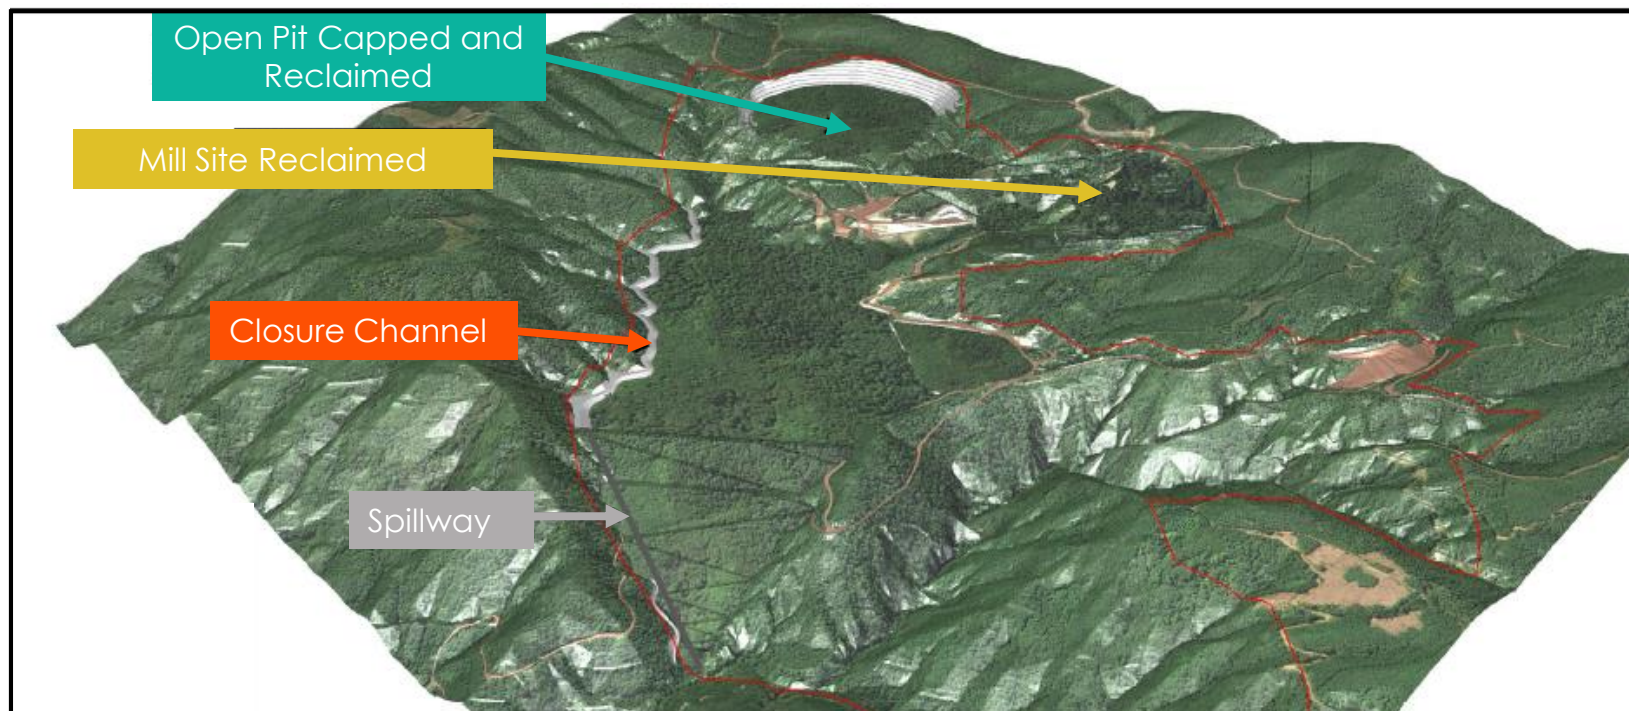 Open Pit Capped and
Reclaimed
Mill Site Reclaimed
Closure Channel
Spillway